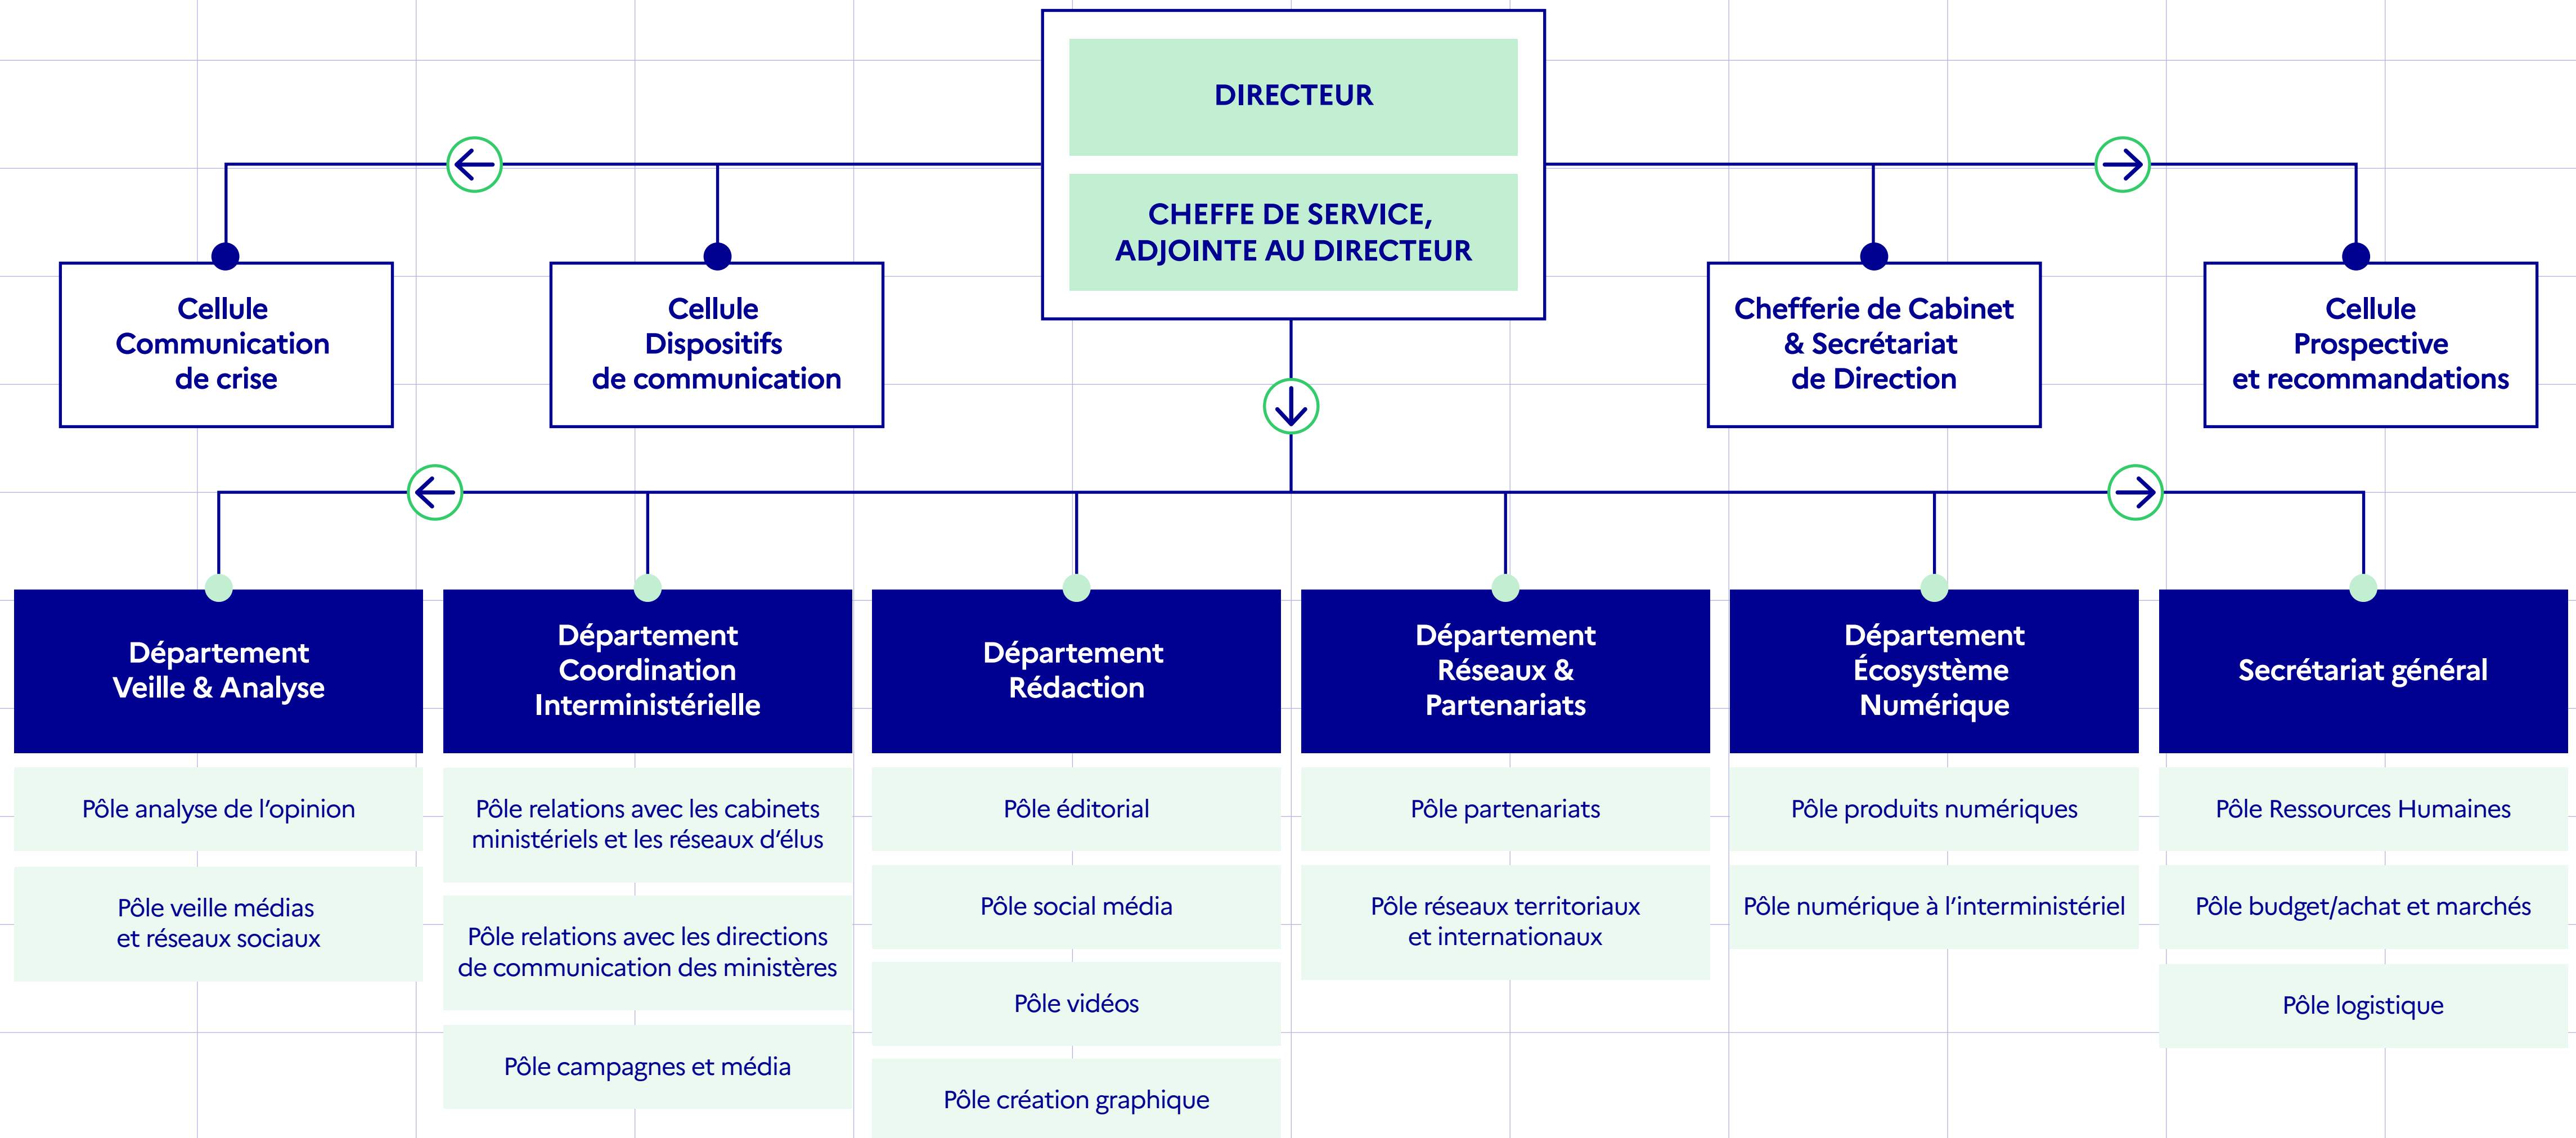 DIRECTEUR
CHEFFE DE SERVICE,
ADJOINTE AU DIRECTEUR
Cellule
Communication
de crise
Cellule
Dispositifs
de communication
Chefferie de Cabinet
& Secrétariat
de Direction
Cellule
Prospective
et recommandations
Département
Veille & Analyse
Pôle analyse de l’opinion
Pôle veille médias
et réseaux sociaux
Département
Coordination
Interministérielle
Pôle relations avec les cabinets
ministériels et les réseaux d’élus
Pôle relations avec les directions
de communication des ministères
Pôle campagnes et média
Département
Rédaction
Pôle éditorial
Pôle social média
Pôle vidéos
Pôle création graphique
Département
Réseaux &
Partenariats
Pôle partenariats
Pôle réseaux territoriaux
et internationaux
Département
Écosystème
Numérique
Pôle produits numériques
Pôle numérique à l’interministériel
Secrétariat général
Pôle Ressources Humaines
Pôle budget/achat et marchés
Pôle logistique